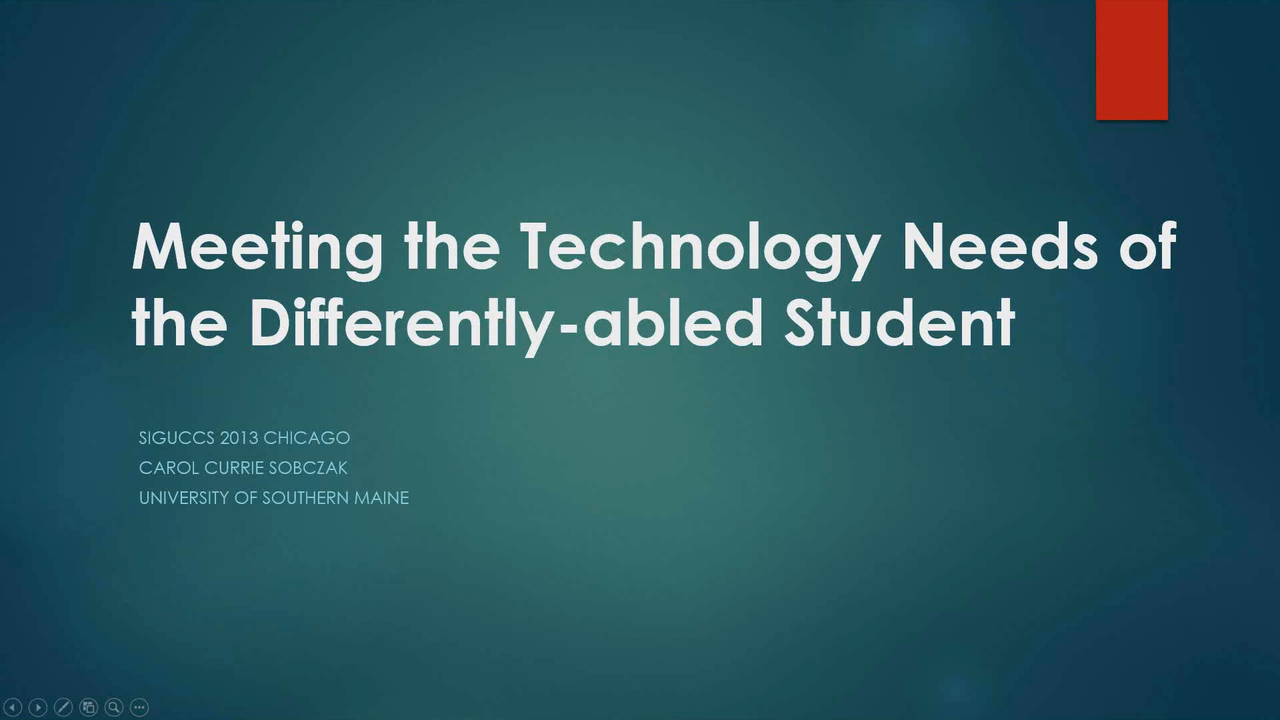 Meeting the Technology Needs of
the Differently-abled Student
SIGUCCS 2013 CHICAGO
CAROL CURRIE SOBCZAK
UNIVERSITY OF SOUTHERN MAINE